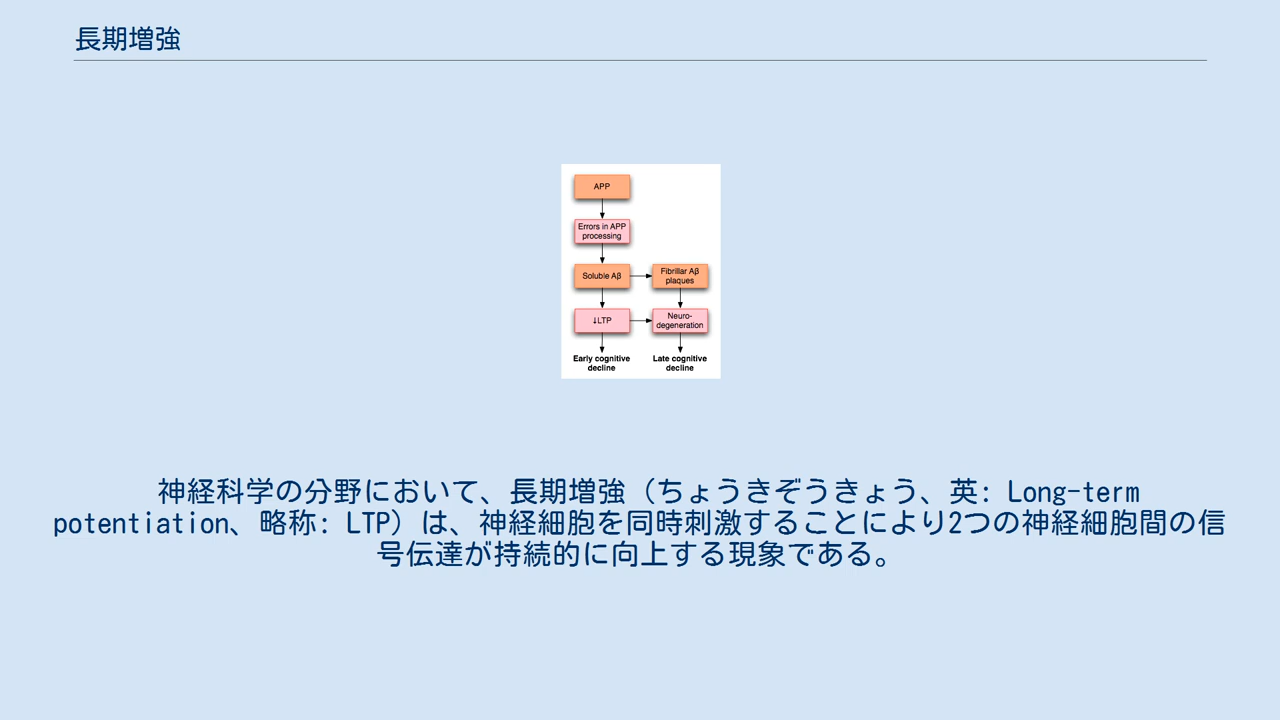 長期増強
APP
Errors in APP
processing
Soluble Aβ
Fibrillar Aβ
plaques
↓LTP
Neuro-
degeneration
Early cognitive
decline
Late cognitive
decline
神経科学の分野において、長期増強（ちょうきぞうきょう、英: Long-term
potentiation、略称: LTP）は、神経細胞を同時刺激することにより2つの神経細胞間の信
号伝達が持続的に向上する現象である。